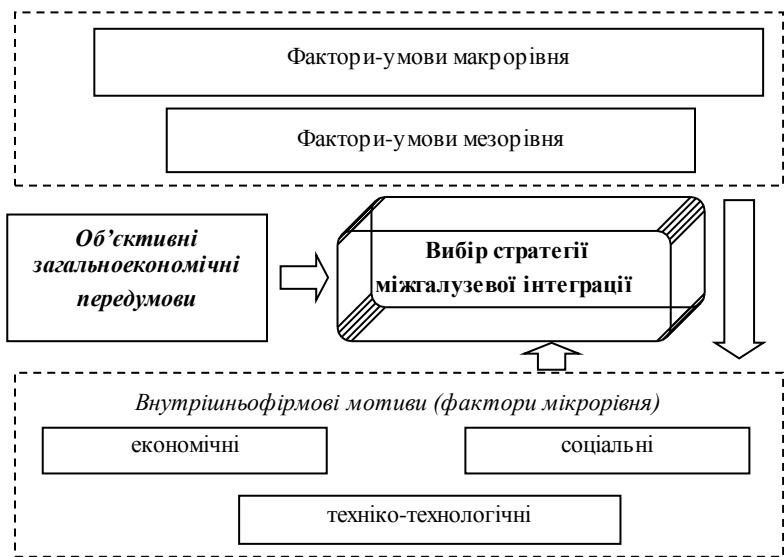 Фактори-умови макрорівня
Фактори-умови мезорівня
Об’єктивні
загальноекономічні
передумови
Вибір стратегії
міжгалузевої інтеграції
Внутрішньофірмові мотиви (фактори мікрорівня)
економічні
соціальні
техніко-технологічні